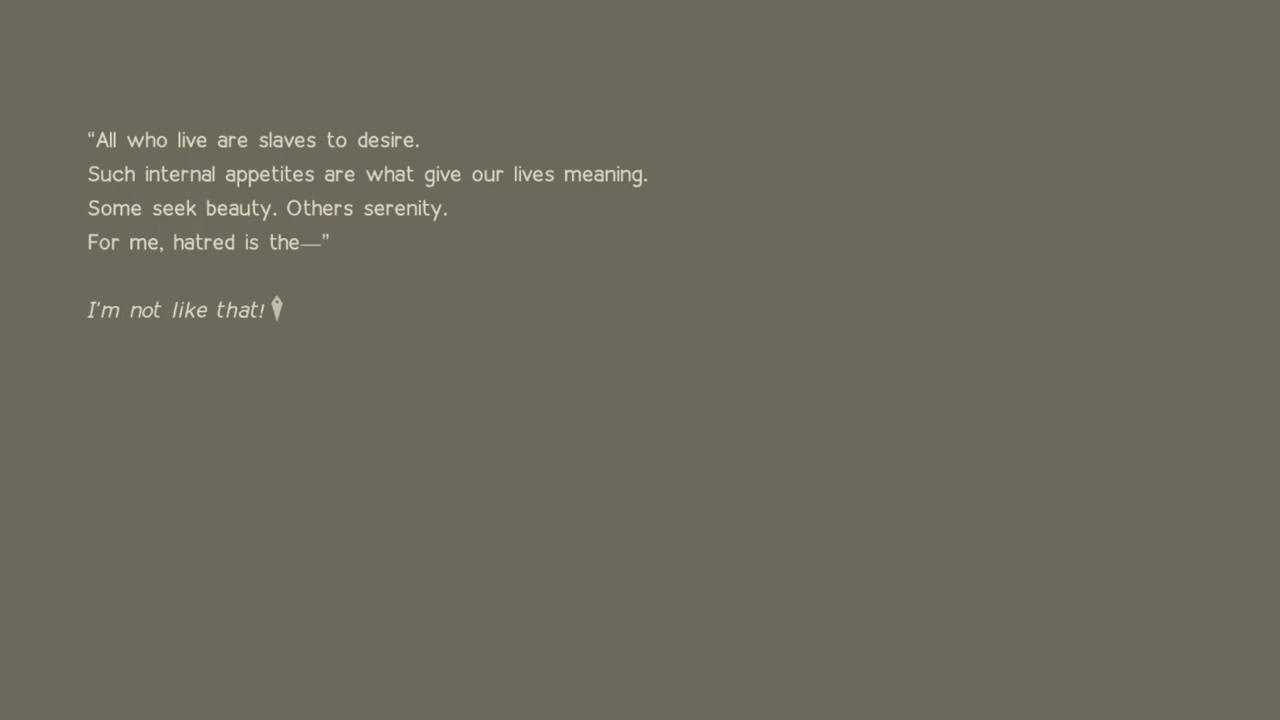 “All who live are slaves to desire.
Such internal appetites are what give our lives meaning.
Some seek beauty. Others serenity.
For me, hatred is the—”
I'm not like that!